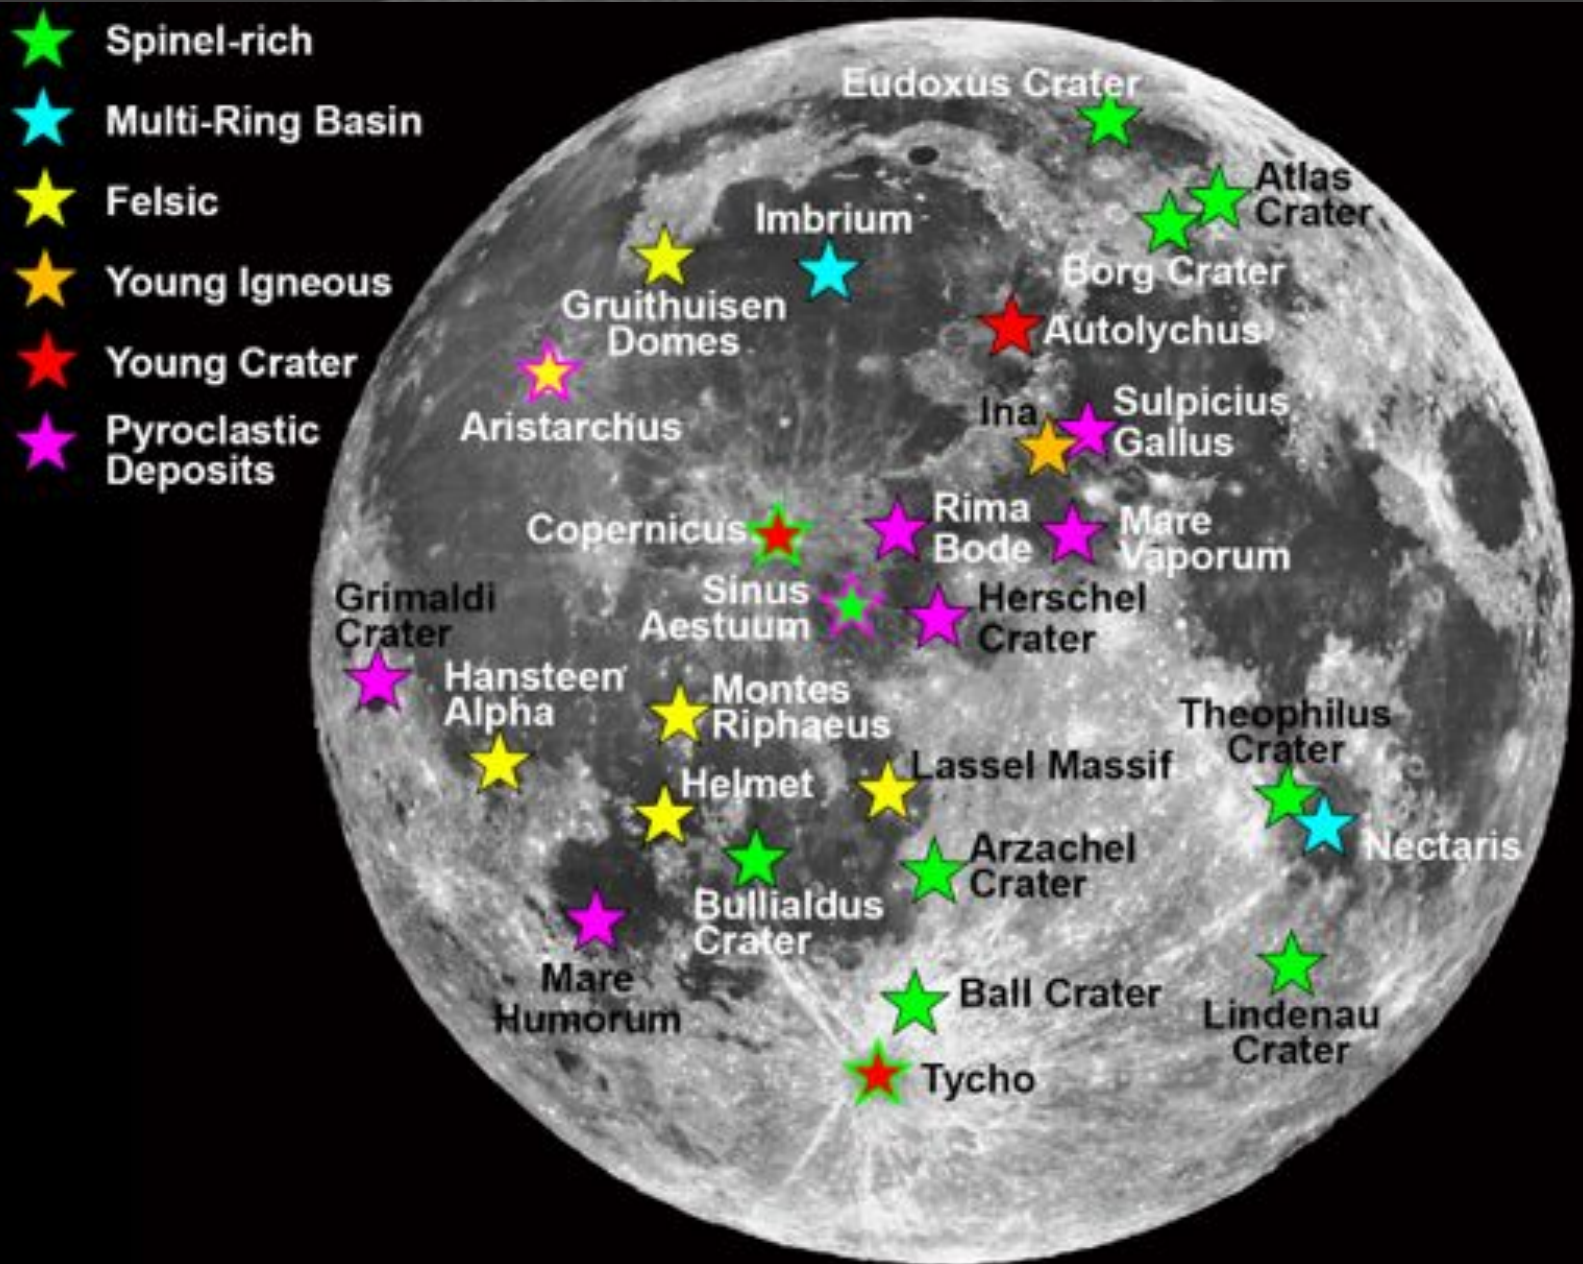 Spinel-rich
Multi-Ring Basin
Felsic
Young Igneous
Young Crater
Pyroclastic
Deposits
Eudoxus Crater
Atlas
Crater
Borg Crater
Imbrium
Gruithuisen
Domes
Autolychus
Aristarchus
Ina
Sulpicius
Gallus
Copernicus
Rima
Bode
Mare
Vaporum
Sinus
Aestuum
Herschel
Crater
Grimaldi
Crater
Hansteen
Alpha
Montes
Riphaeus
Theophilus
Crater
Helmet
Lassel Massif
Nectaris
Arzachel
Crater
Bullialdus
Crater
Mare
Humorum
Ball Crater
Lindenau
Crater
Tycho